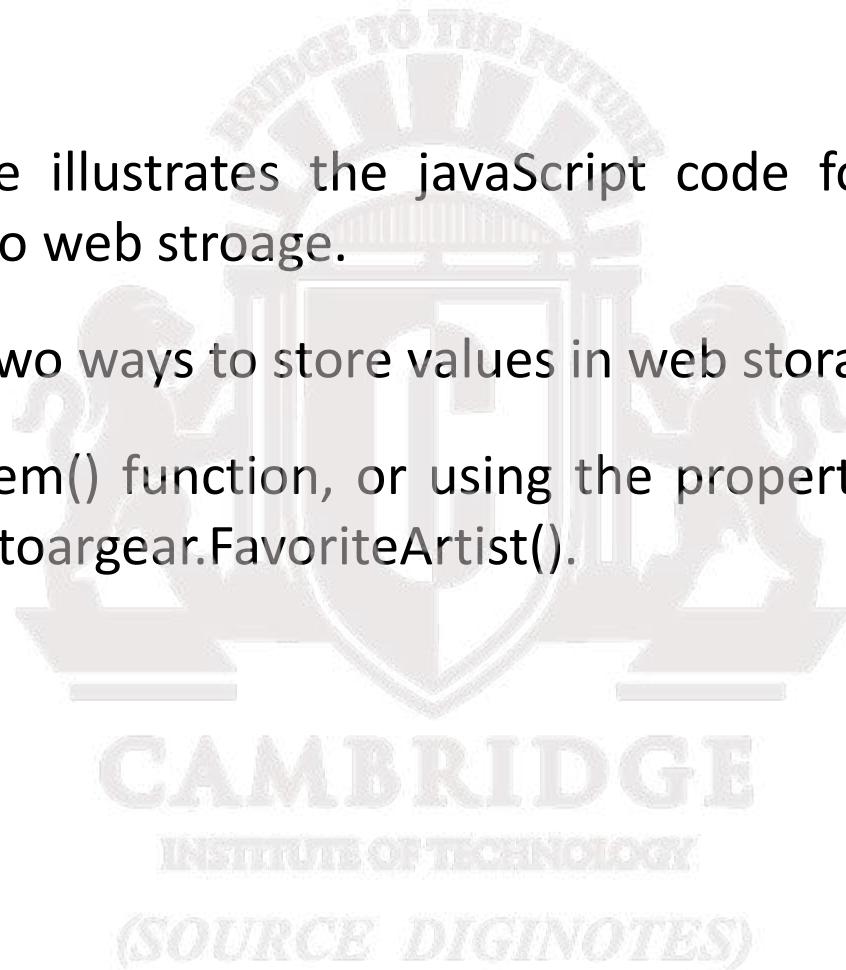 BRIDGE TO THE FUTURE
e illustrates the javaScript code fo
o web stroage.
wo ways to store values in web stora
em() function, or using the propert
toargear.FavoriteArtist().
C
CAMBRIDGE
INSTITUTE OF TECHNOLOGY
(SOURCE DIGINOTES)